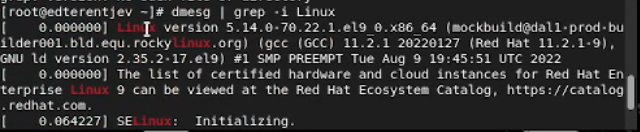 [root@edterentjev ~]# dmesg | grep -i Linux
[    0.000000] Linux version 5.14.0-70.22.1.el9_0.x86_64 (mockbuild@dal1-prod-bu
ilder001.bld.equ.rockylinux.org) (gcc (GCC) 11.2.1 20220127 (Red Hat 11.2.1-9),
GNU ld version 2.35.2-17.el9) #1 SMP PREEMPT Tue Aug 9 19:45:51 UTC 2022
[    0.000000] The list of certified hardware and cloud instances for Red Hat En
terprise Linux 9 can be viewed at the Red Hat Ecosystem Catalog, https://catalog
.redhat.com.
[    0.064227] SELinux:  Initializing.